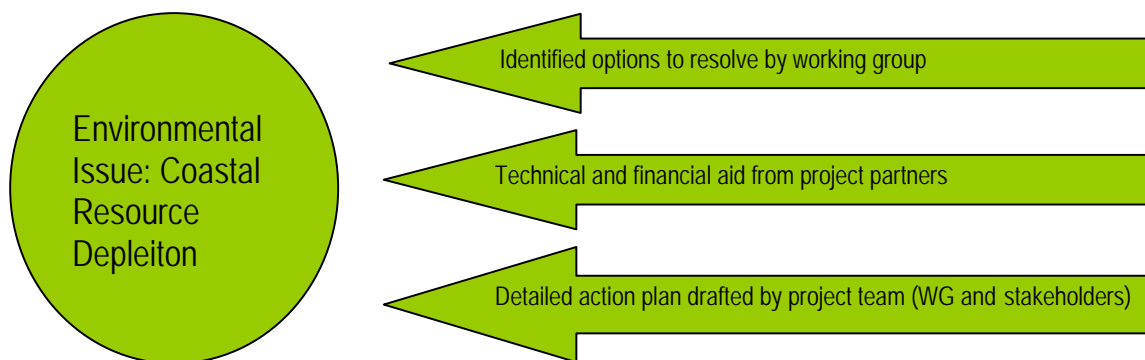 Environmental
Issue: Coastal
Resource
Depleiton
Identified options to resolve by working group
Technical and financial aid from project partners
Detailed action plan drafted by project team (WG and stakeholders)